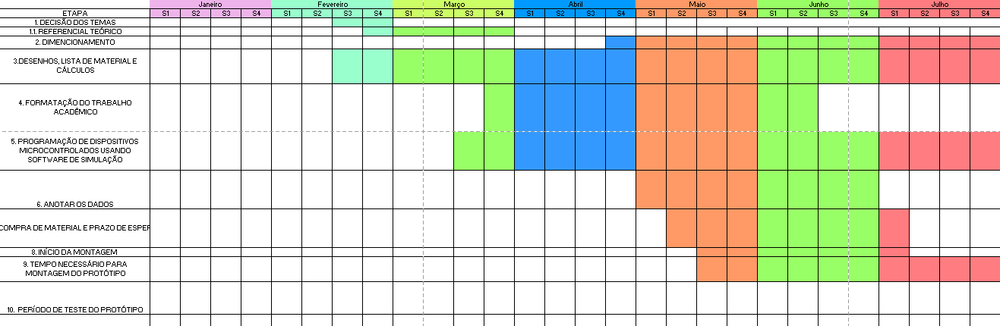 Janeiro Fevereiro Março Abril Maio Junho Julho
ETAPA S1 S2 S3 S4 S1 S2 S3 S4 S1 S2 S3 S4 S1 S2 S3 S4 S1 S2 S3 S4 S1 S2 S3 S4 S1 S2 S3 S4
1. DECISÃO DOS TEMAS
1.1. REFERENCIAL TEÓRICO
2. DIMENCIONAMENTO
3.DESENHOS, LISTA DE MATERIAL E
CÁLCULOS
4. FORMATAÇÃO DO TRABALHO
ACADÊMICO
5. PROGRAMAÇÃO DE DISPOSITIVOS
MICROCONTROLADOS USANDO
SOFTWARE DE SIMULAÇÃO
6. ANOTAR OS DADOS
COMPRA DE MATERIAL E PRAZO DE ESPER
8. INÍCIO DA MONTAGEM
9. TEMPO NECESSÁRIO PARA
MONTAGEM DO PROTÓTIPO
10. PERÍODO DE TESTE DO PROTÓTIPO